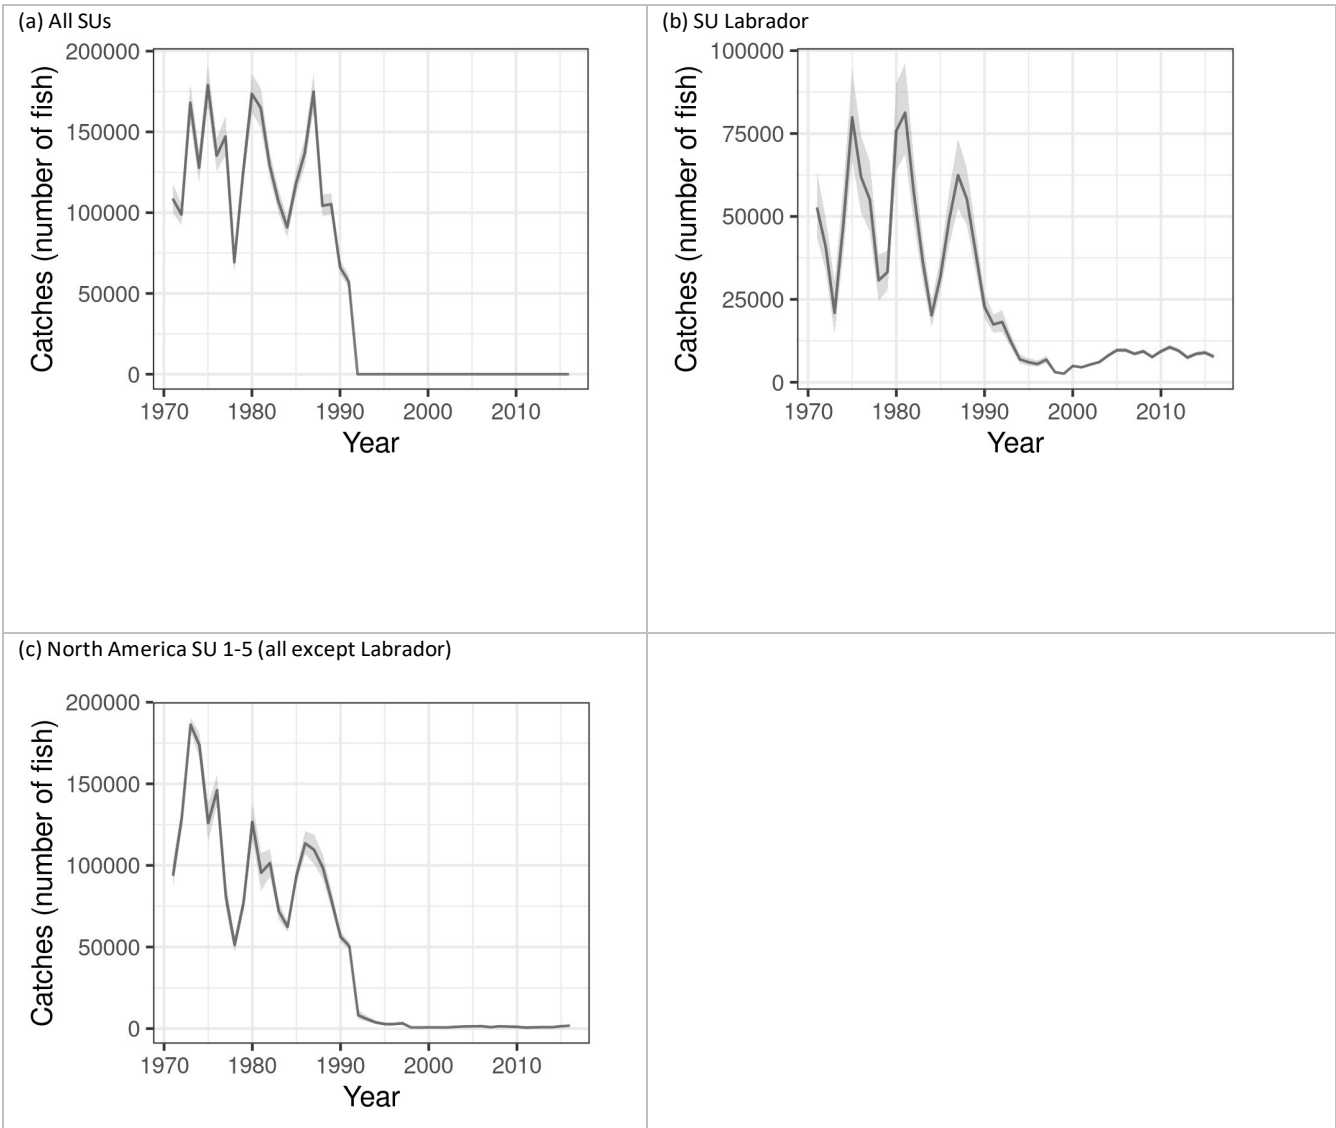 (a) All SUs
Catches (number of fish)
200000
150000
100000
50000
0
1970 1980 1990 2000 2010
Year
(b) SU Labrador
Catches (number of fish)
100000
75000
50000
25000
0
1970 1980 1990 2000 2010
Year
(c) North America SU 1-5 (all except Labrador)
Catches (number of fish)
200000
150000
100000
50000
0
1970 1980 1990 2000 2010
Year